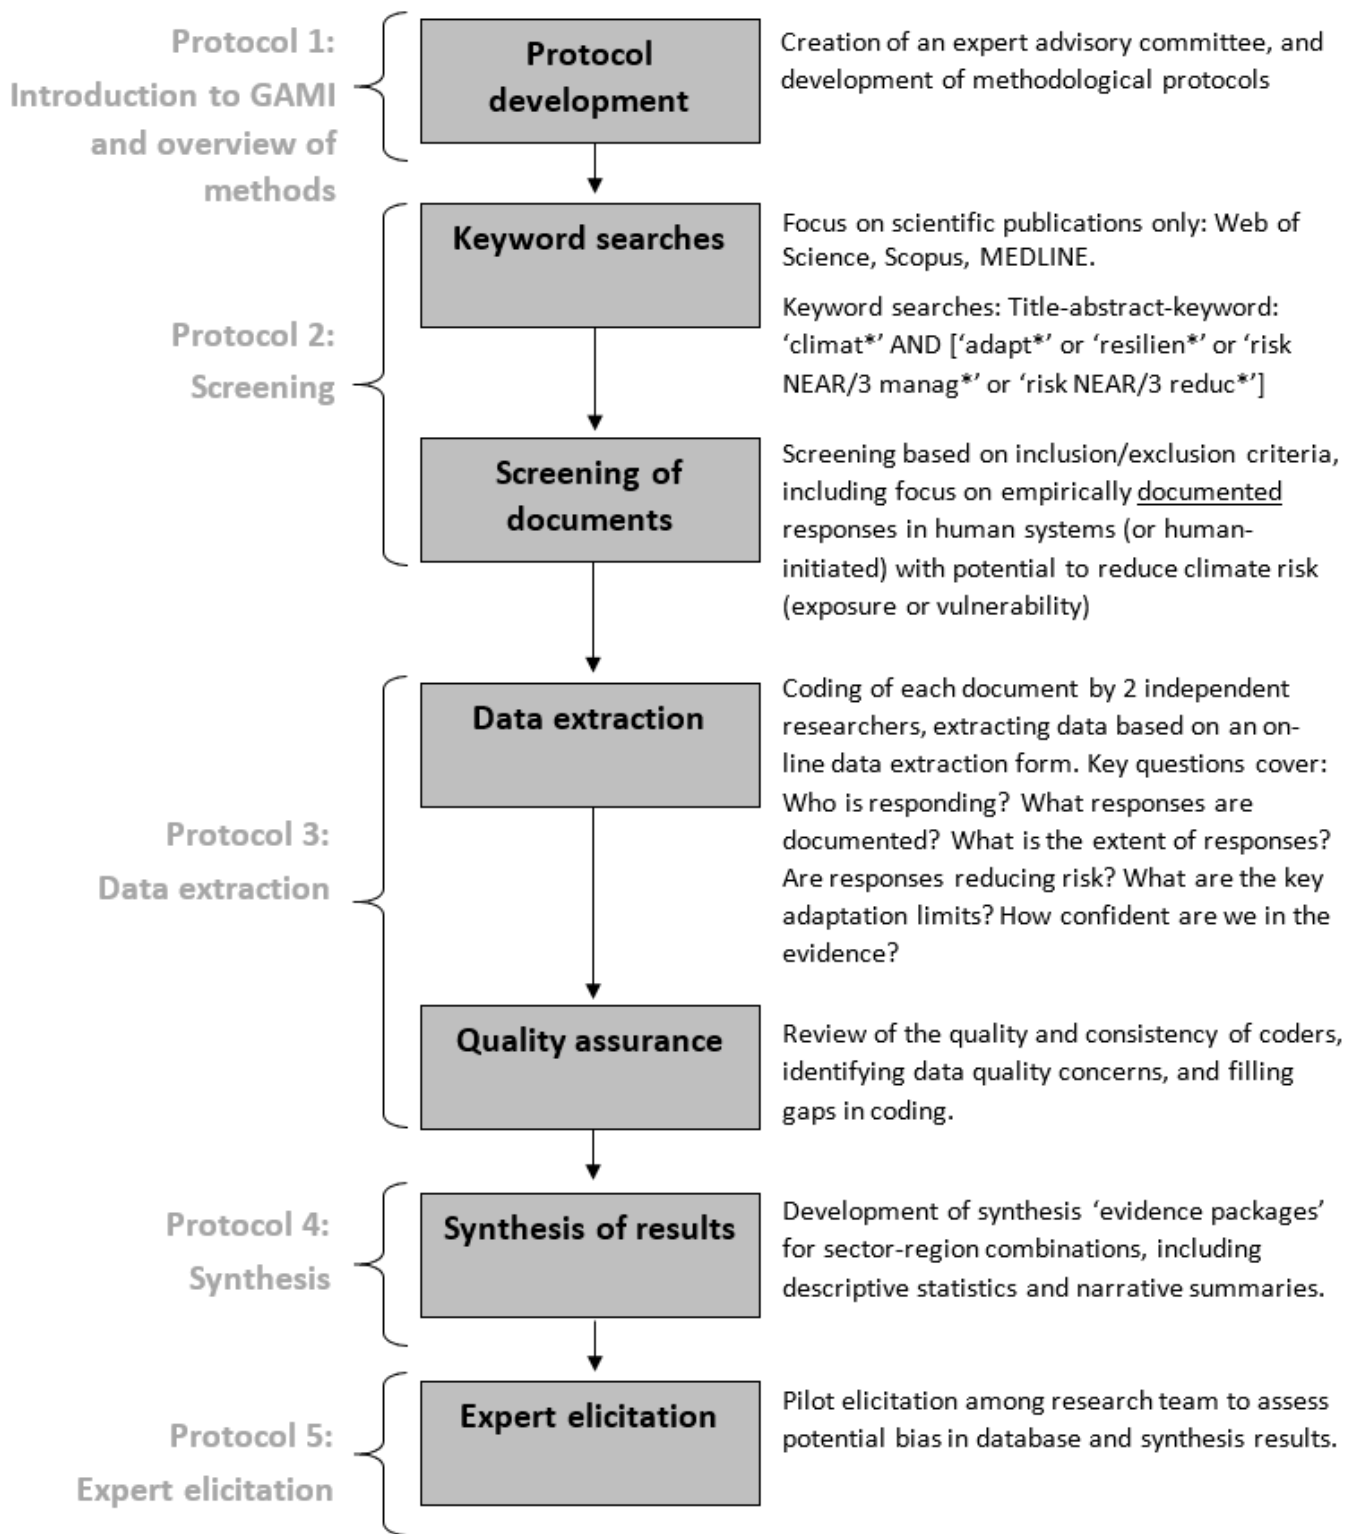 Protocol 1:
Introduction to GAMI
and overview of
methods
Protocol
development
Creation of an expert advisory committee, and
development of methodological protocols
Protocol 2:
Screening
Keyword searches
Focus on scientific publications only: Web of
Science, Scopus, MEDLINE.
Keyword searches: Title-abstract-keyword:
‘climat*’ AND [‘adapt*’ or ‘resilien*’ or ‘risk
NEAR/3 manag*’ or ‘risk NEAR/3 reduc*’]
Screening of
documents
Screening based on inclusion/exclusion criteria,
including focus on empirically documented
responses in human systems (or human-
initiated) with potential to reduce climate risk
(exposure or vulnerability)
Protocol 3:
Data extraction
Data extraction
Coding of each document by 2 independent
researchers, extracting data based on an on-
line data extraction form. Key questions cover:
Who is responding? What responses are
documented? What is the extent of responses?
Are responses reducing risk? What are the key
adaptation limits? How confident are we in the
evidence?
Quality assurance
Review of the quality and consistency of coders,
identifying data quality concerns, and filling
gaps in coding.
Protocol 4:
Synthesis
Synthesis of results
Development of synthesis ‘evidence packages’
for sector-region combinations, including
descriptive statistics and narrative summaries.
Protocol 5:
Expert elicitation
Expert elicitation
Pilot elicitation among research team to assess
potential bias in database and synthesis results.